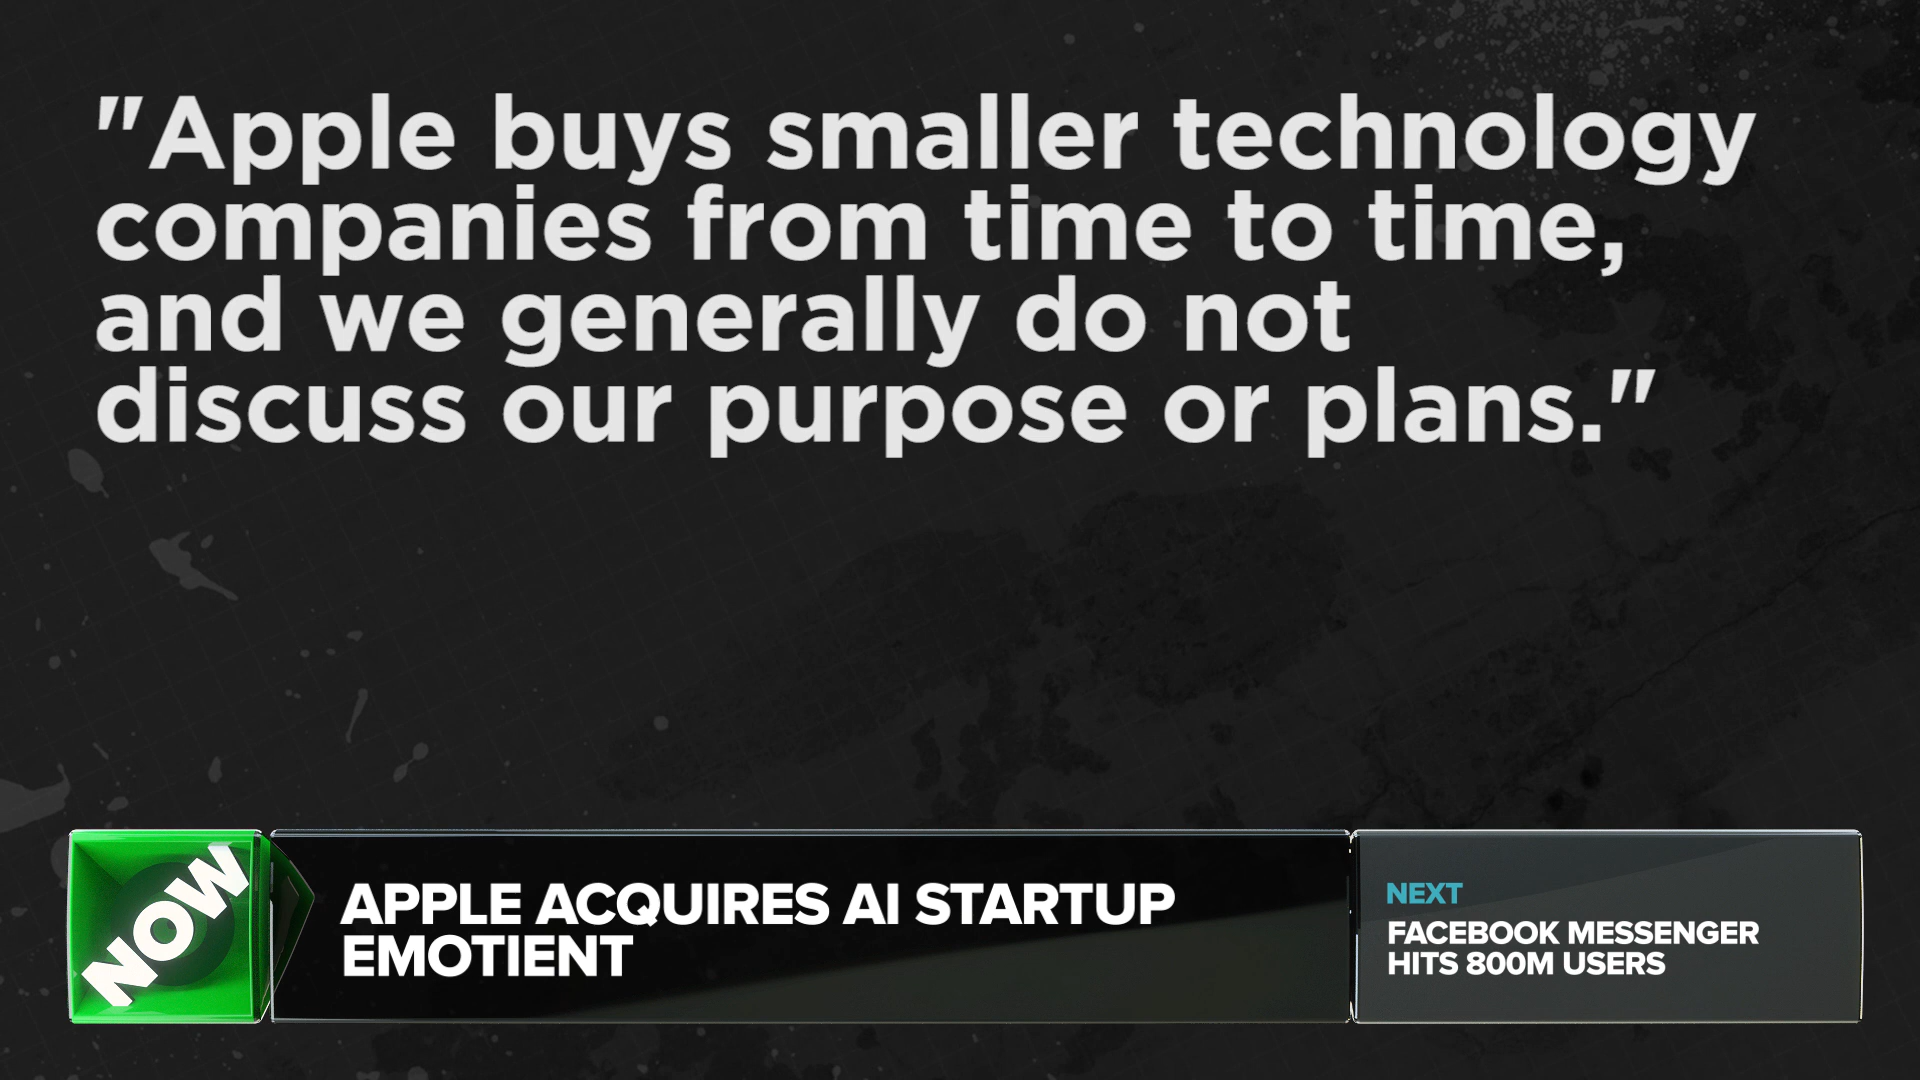 "Apple buys smaller technology
companies from time to time,
and we generally do not
discuss our purpose or plans."
NOW
APPLE ACQUIRES AI STARTUP
EMOTIENT
NEXT
FACEBOOK MESSENGER
HITS 800M USERS